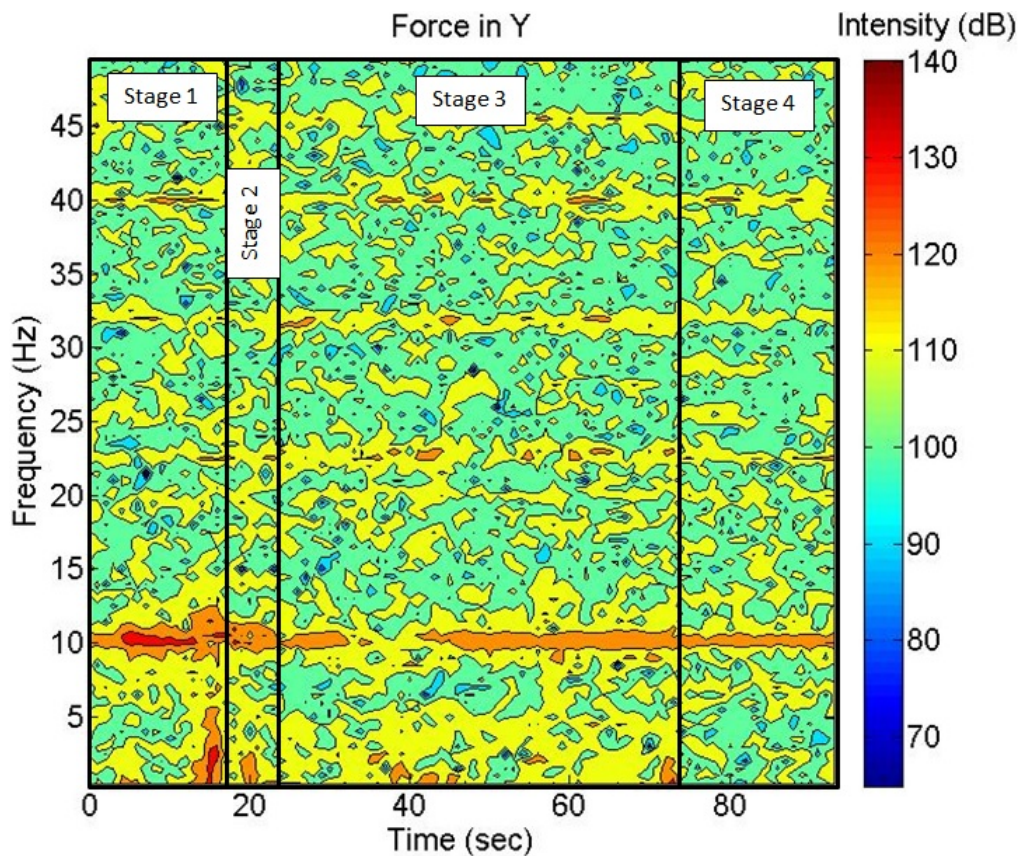 Force in Y
Intensity (dB)
Stage 1
Stage 2
Stage 3
Stage 4
45
40
35
30
25
20
15
10
5
Frequency (Hz)
0
20
40
60
80
Time (sec)
140
130
120
110
100
90
80
70